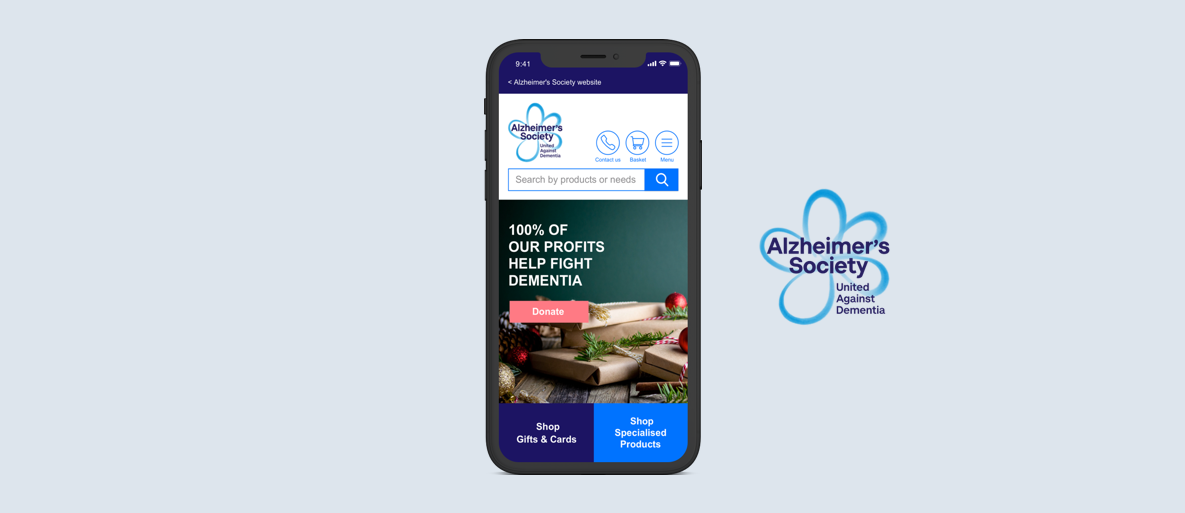 9:41
< Alzheimer's Society website
Alzheimer's
Society
United
Against
Dementia
Contact us
Basket
Menu
Search by products or needs
100% OF
OUR PROFITS
HELP FIGHT
DEMENTIA
Donate
Shop
Gifts & Cards
Shop
Specialised
Products
Alzheimer's
Society
United
Against
Dementia